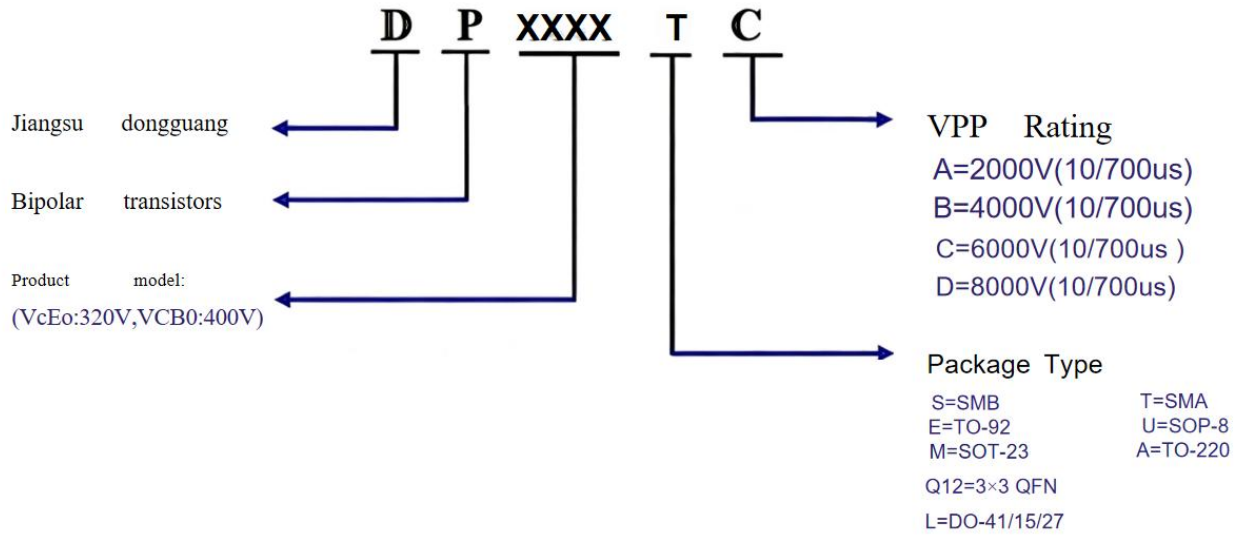 D P XXXX T C
Jiangsu dongguang
Bipolar transistors
Product model:
(VcEo:320V,VCB0:400V)
VPP Rating
A=2000V(10/700us)
B=4000V(10/700us)
C=6000V(10/700us )
D=8000V(10/700us)
Package Type
S=SMB T=SMA
E=TO-92 U=SOP-8
M=SOT-23 A=TO-220
Q12=3×3 QFN
L=DO-41/15/27